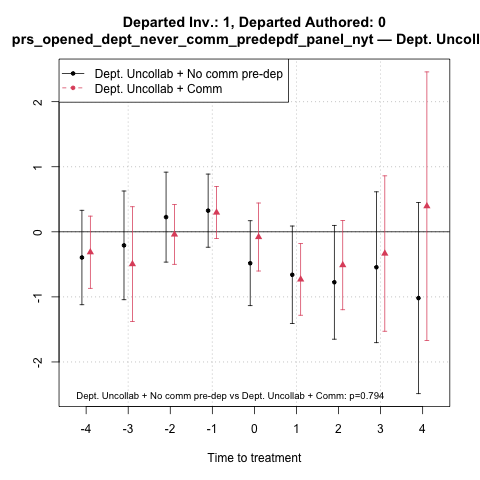 Departed Inv.: 1, Departed Authored: 0
prs_opened_dept_never_comm_predepdf_panel_nyt — Dept. Uncoll
Dept. Uncollab + No comm pre-dep
Dept. Uncollab + Comm
2
1
0
-1
-2
Dept. Uncollab + No comm pre-dep vs Dept. Uncollab + Comm: p=0.794
-4 -3 -2 -1 0 1 2 3 4
Time to treatment